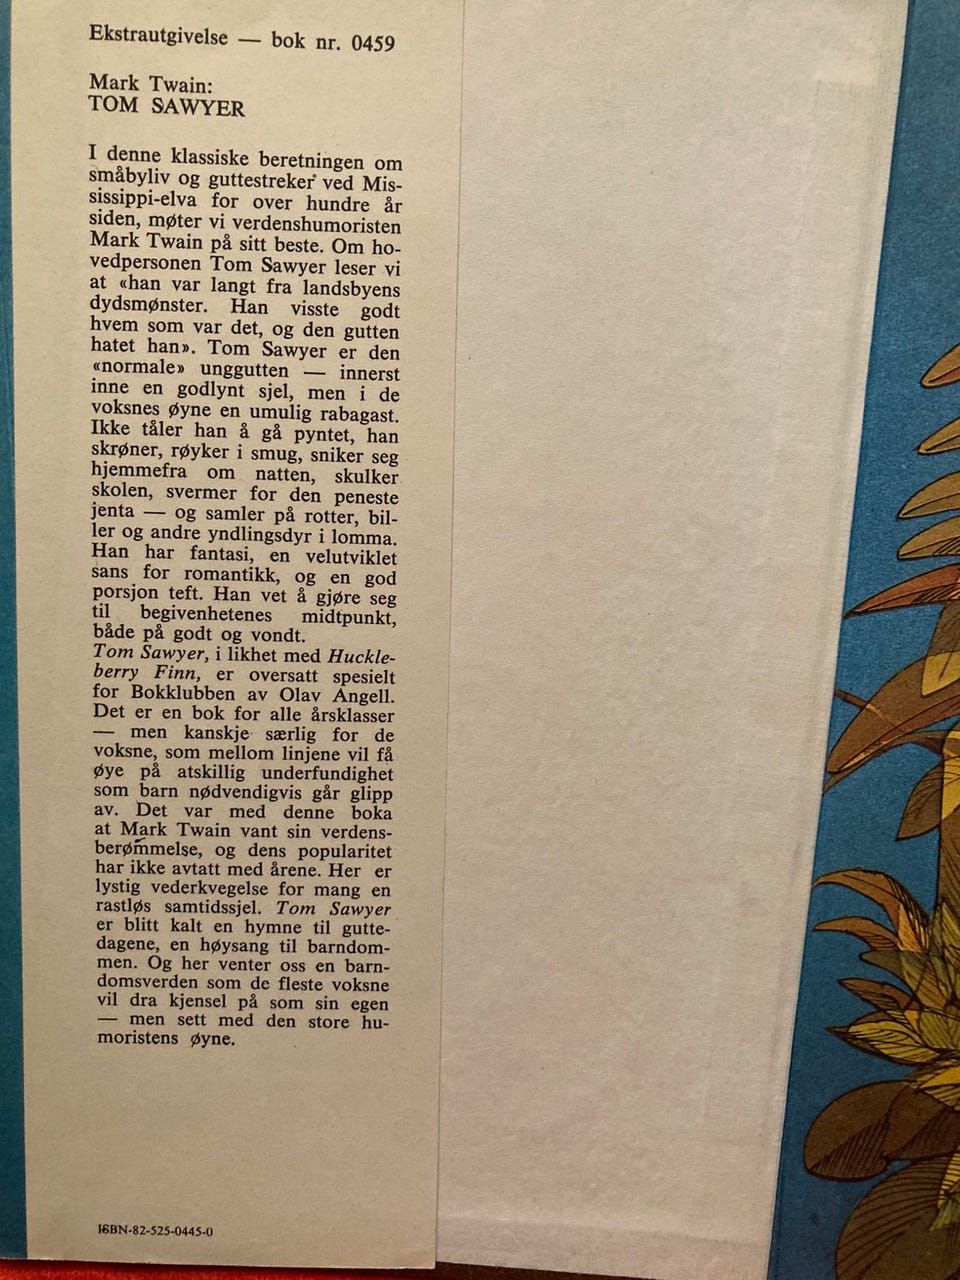 Ekstrautgivelse — bok nr. 0459
Mark Twain:
TOM SAWYER
I denne klassiske beretningen om
småbyliv og guttestreker ved Mis-
sissippi-elva for over hundre år
siden, møter vi verdenshumoristen
Mark Twain på sitt beste. Om ho-
vedpersonen Tom Sawyer leser vi
at «han var langt fra landsbyens
dydsmønster. Han visste godt
hvem som var det, og den gutten
hatet han». Tom Sawyer er den
«normale» unggutten — innerst
inne en godlynt sjel, men i de
voksnes øyne en umulig rabagast.
Ikke tåler han å gå pyntet, han
skrøner, røyker i smug, sniker seg
hjemmefra om natten, skulker
skolen, svermer for den peneste
jenta — og samler på rotter, bil-
ler og andre yndlingsdyr i lomma.
Han har fantasi, en velutviklet
sans for romantikk, og en god
porsjon teft. Han vet å gjøre seg
til begivenhetenes midtpunkt,
både på godt og vondt.
Tom Sawyer, i likhet med Huckle-
berry Finn, er oversatt spesielt
for Bokklubben av Olav Angell.
Det er en bok for alle årsklasser
— men kanskje særlig for de
voksne, som mellom linjene vil få
øye på atskillig underfundighet
som barn nødvendigvis går glipp
av. Det var med denne boka
at Mark Twain vant sin verdens-
berømmelse, og dens popularitet
har ikke avtatt med årene. Her er
lystig vederkvegelse for mang en
rastløs samtidssjel. Tom Sawyer
er blitt kalt en hymne til gutte-
dagene, en høysang til barndom-
men. Og her venter oss en barn-
domsverden som de fleste voksne
vil dra kjensel på som sin egen
— men sett med den store hu-
moristens øyne.
ISBN-82-525-0445-0